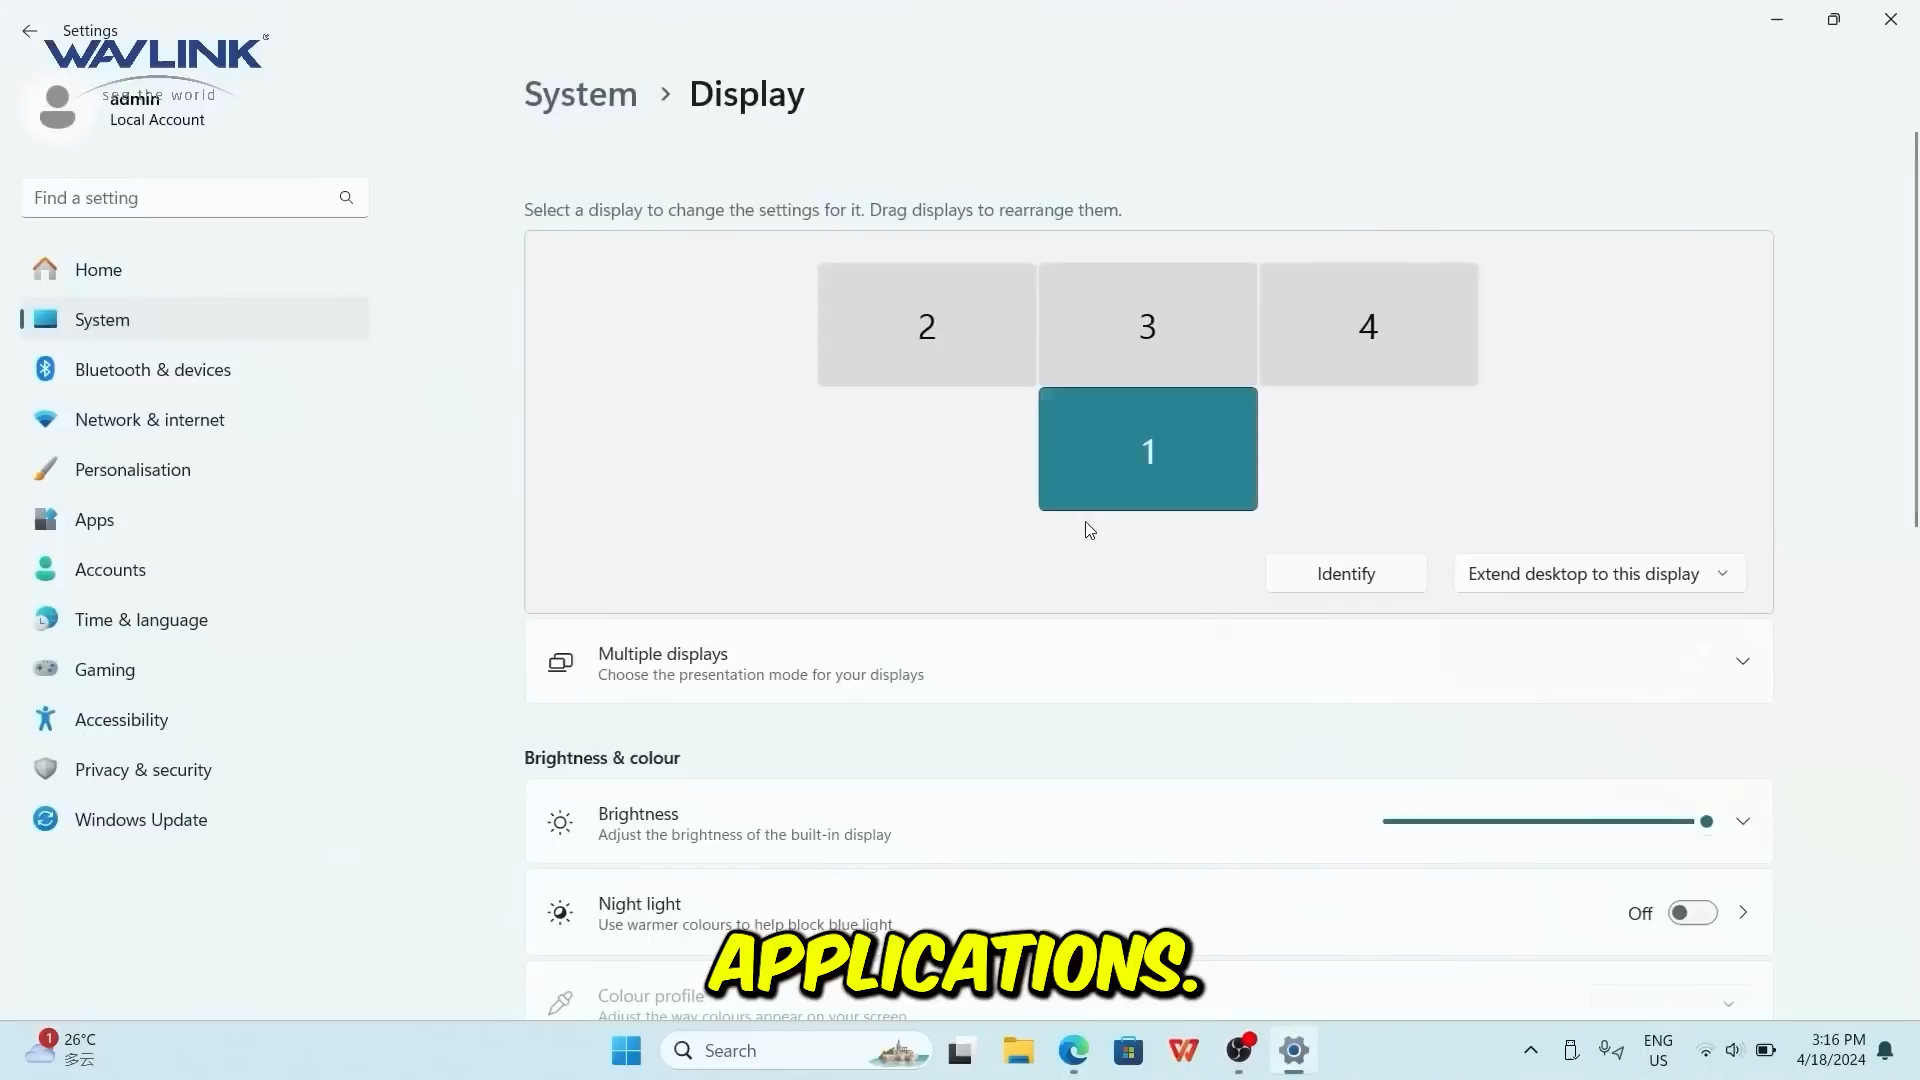 Settings
WAVLINK®
see the world
admin
Local Account
Find a setting
Home
System
Bluetooth & devices
Network & internet
Personalisation
Apps
Accounts
Time & language
Gaming
Accessibility
Privacy & security
Windows Update
System > Display
Select a display to change the settings for it. Drag displays to rearrange them.
2
3
4
1
Identify
Extend desktop to this display
Multiple displays
Choose the presentation mode for your displays
Brightness & colour
Brightness
Adjust the brightness of the built-in display
Night light
Use warmer colours to help block blue light
Off
Colour profile
Adjust the way colours appear on your screen
APPLICATIONS.
1
26°C
多云
Search
ENG
US
3:16 PM
4/18/2024